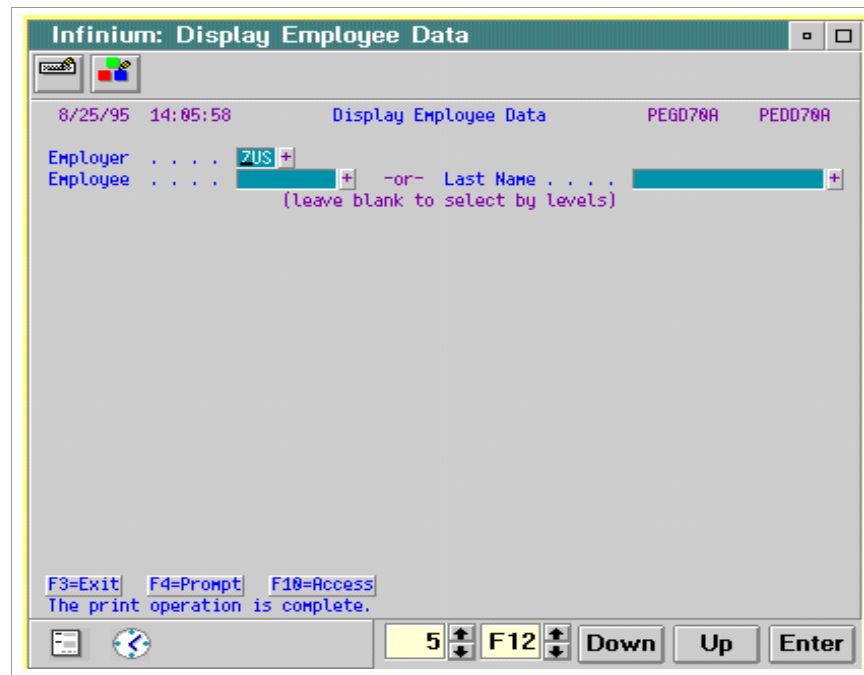 Infinium: Display Employee Data
8/25/95 14:05:58 Display Employee Data PEGD70A PEDD70A
Employer . . . . ZUS +
Employee . . . . + -or- Last Name . . . . +
(leave blank to select by levels)
F3=Exit F4=Prompt F10=Access
The print operation is complete.
5 F12 Down Up Enter